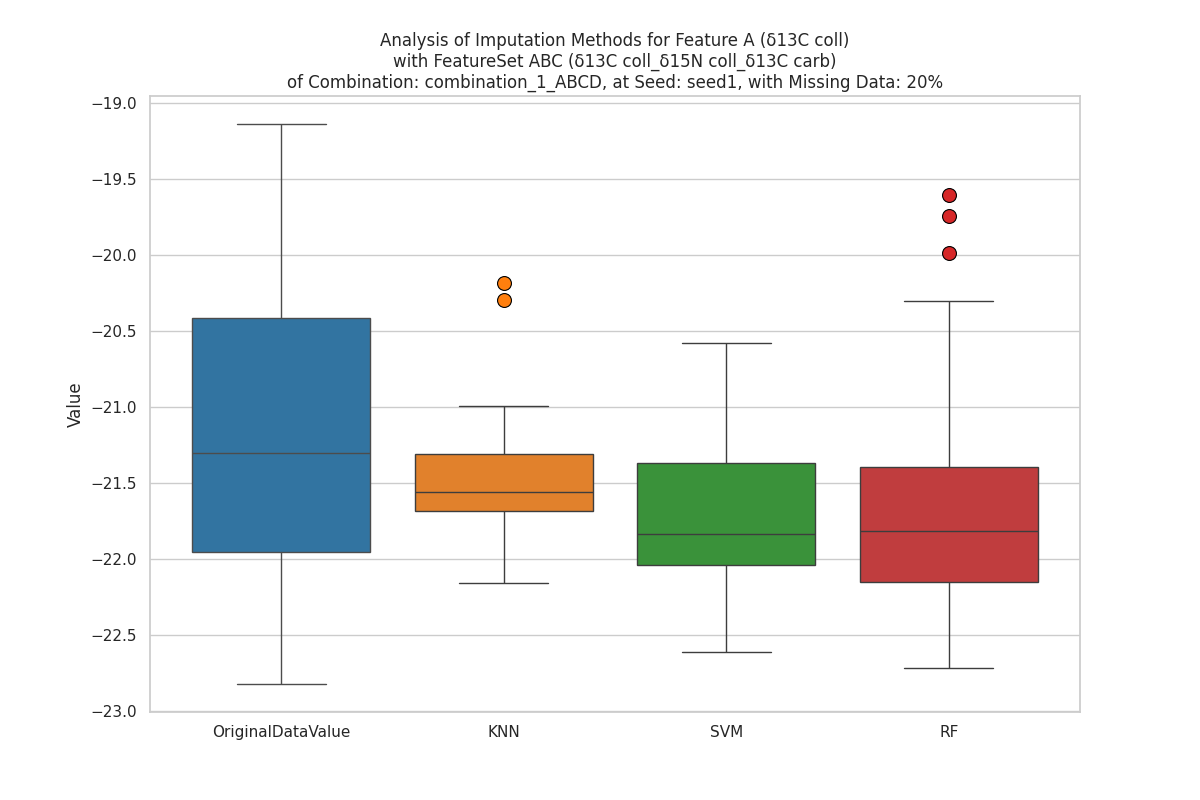 Analysis of Imputation Methods for Feature A (δ13C coll)
with FeatureSet ABC (δ13C coll_δ15N coll_δ13C carb)
of Combination: combination_1_ABCD, at Seed: seed1, with Missing Data: 20%
−19.0
−19.5
−20.0
−20.5
−21.0
−21.5
−22.0
−22.5
−23.0
Value
OriginalDataValue
KNN
SVM
RF